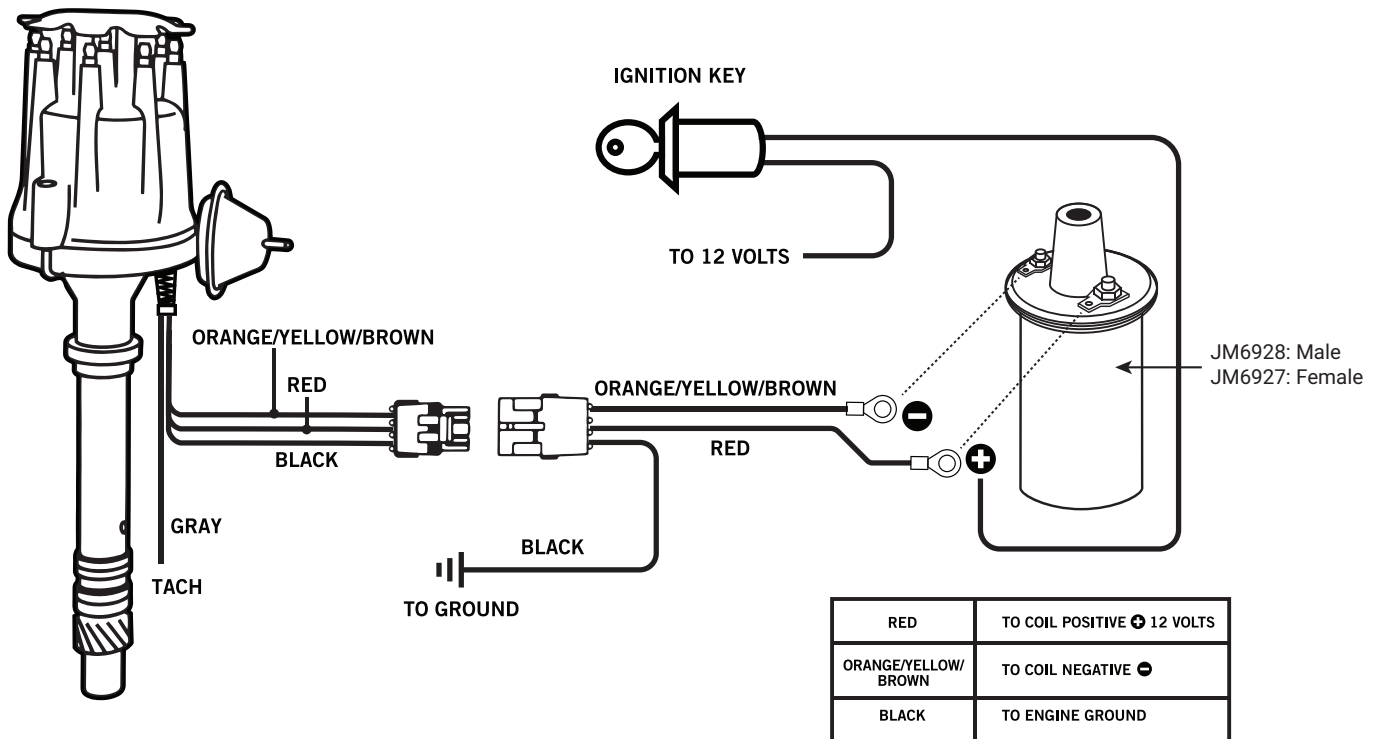 IGNITION KEY
TO 12 VOLTS
ORANGE/YELLOW/BROWN
RED
BLACK
GRAY
TACH
ORANGE/YELLOW/BROWN
RED
BLACK
TO GROUND
JM6928: Male
JM6927: Female
RED
TO COIL POSITIVE + 12 VOLTS
ORANGE/YELLOW/
BROWN
TO COIL NEGATIVE -
BLACK
TO ENGINE GROUND